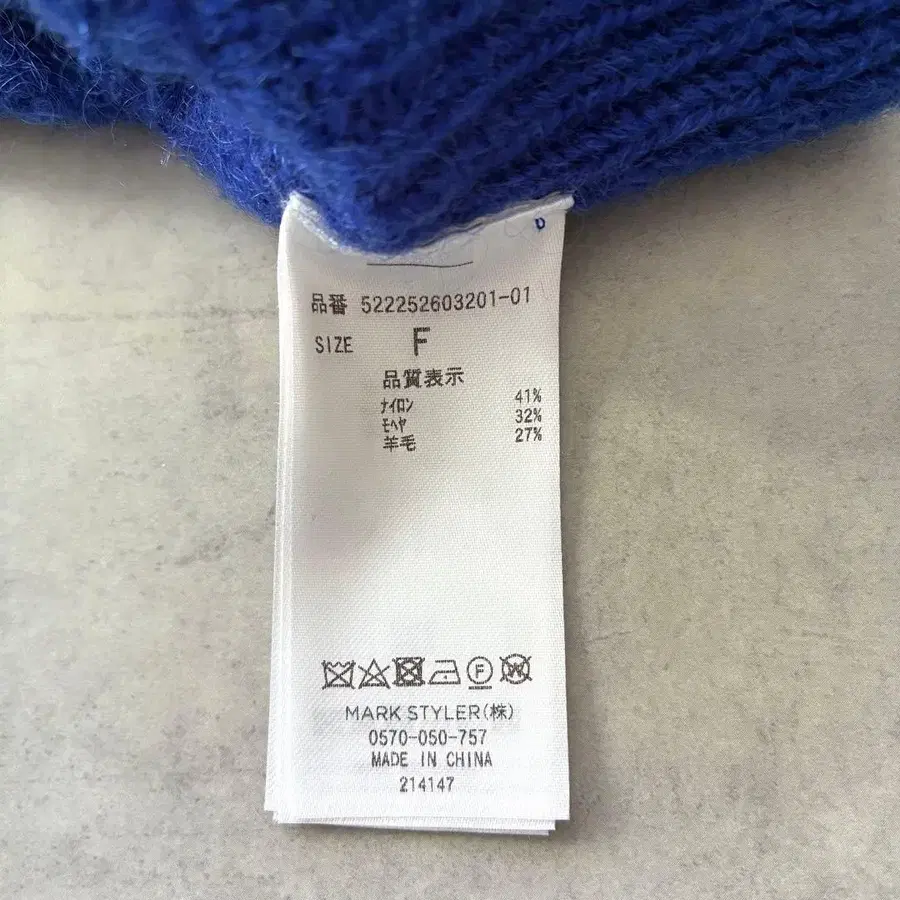 品番 522252603201-01
SIZE F
品質表示
ﾅｲﾛﾝ 41%
ﾓﾍﾔ 32%
羊毛 27%
F W
MARK STYLER(株)
0570-050-757
MADE IN CHINA
214147